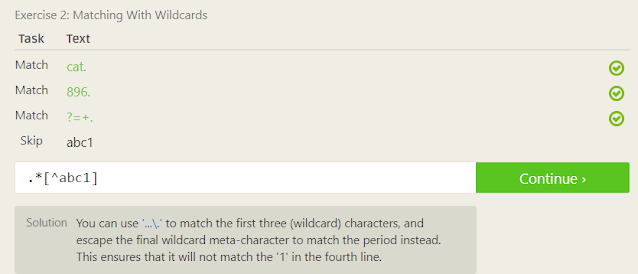 Exercise 2: Matching With Wildcards
Task Text
Match cat.
Match 896.
Match ?=+.
Skip abc1
.*[^abc1]
Continue ›
Solution You can use '...\.' to match the first three (wildcard) characters, and
escape the final wildcard meta-character to match the period instead.
This ensures that it will not match the '1' in the fourth line.